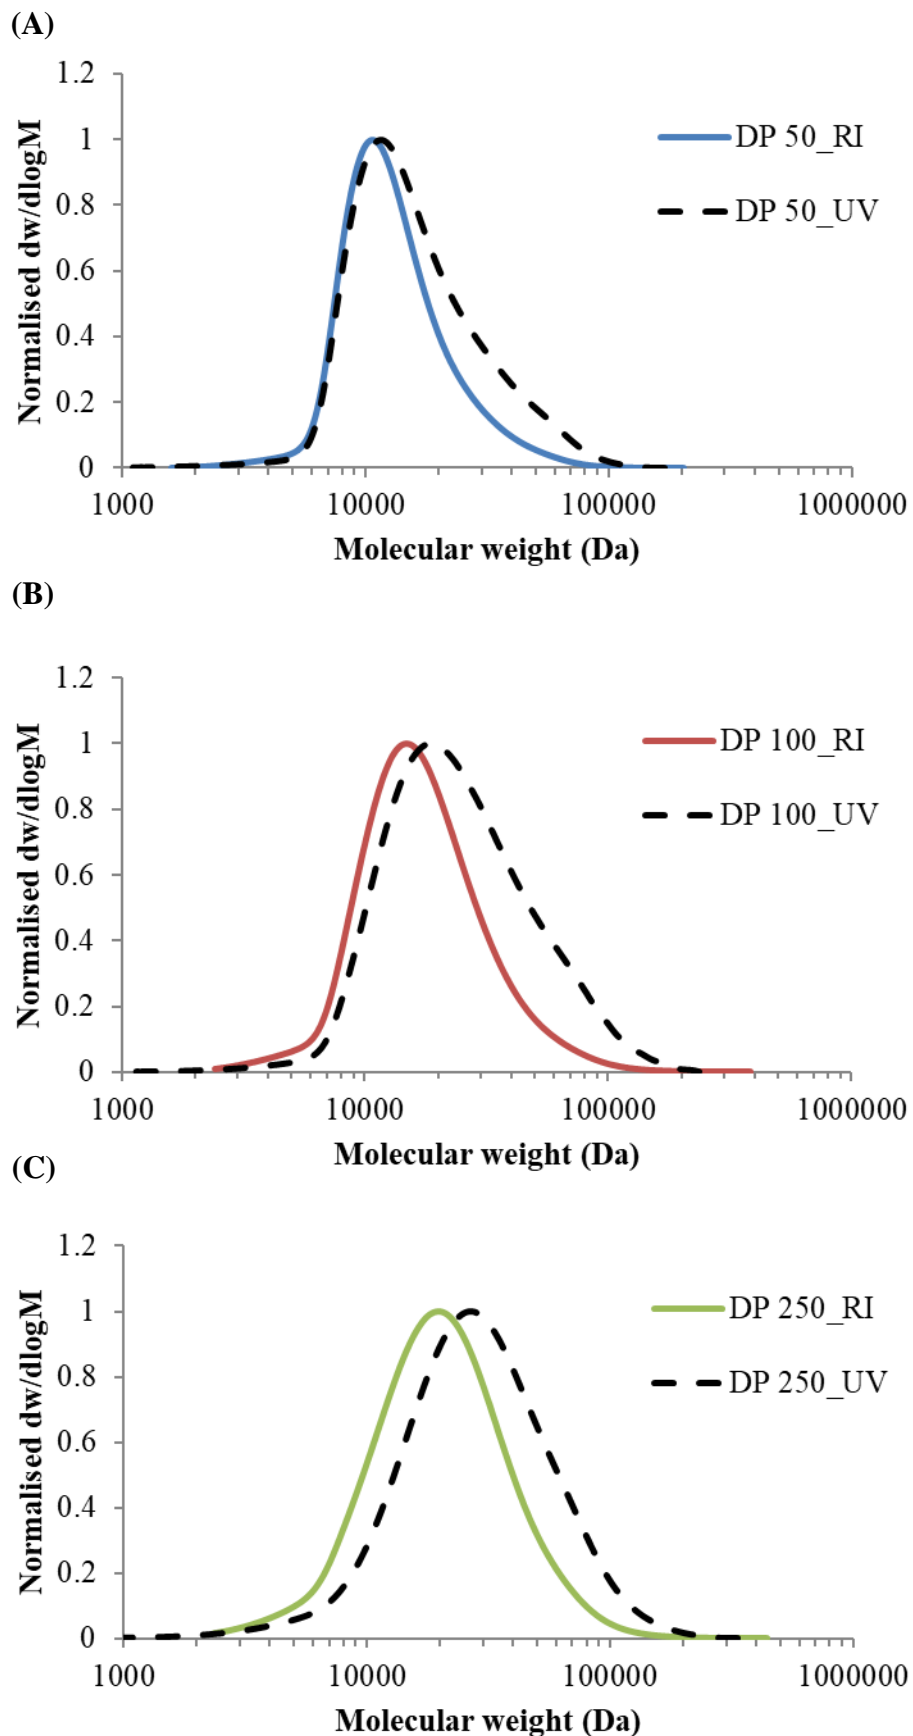 (A)
Normalised dw/dlogM
1.2
1
0.8
0.6
0.4
0.2
0
DP 50_RI
DP 50_UV
1000 10000 100000 1000000
Molecular weight (Da)
(B)
Normalised dw/dlogM
1.2
1
0.8
0.6
0.4
0.2
0
DP 100_RI
DP 100_UV
1000 10000 100000 1000000
Molecular weight (Da)
(C)
Normalised dw/dlogM
1.2
1
0.8
0.6
0.4
0.2
0
DP 250_RI
DP 250_UV
1000 10000 100000 1000000
Molecular weight (Da)